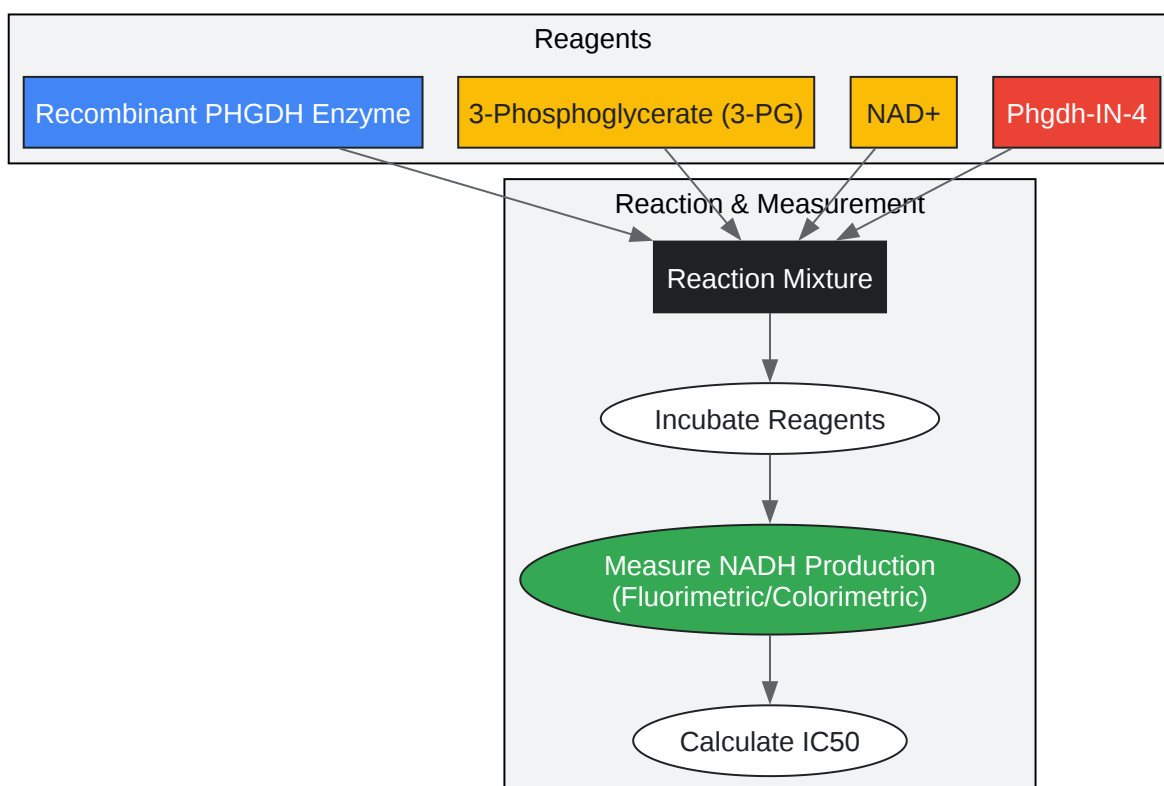 Reagents
Recombinant PHGDH Enzyme
3-Phosphoglycerate (3-PG)
NAD+
Phgdh-IN-4
Reaction & Measurement
Reaction Mixture
Incubate Reagents
Measure NADH Production
(Fluorimetric/Colorimetric)
Calculate IC50